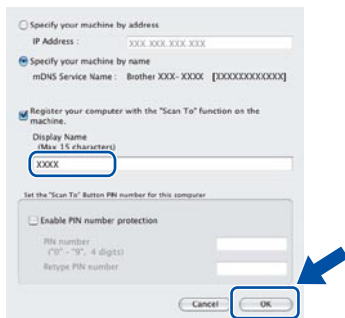 Specify your machine by address
IP Address : XXX.XXX.XXX.XXX
Specify your machine by name
mDNS Service Name : Brother XXX-XXXX [XXXXXXXXXXXX]
Register your computer with the "Scan To" function on the
machine.
Display Name
(Max 15 characters)
XXXX
Set the "Scan To" Button PIN number for this computer
Enable PIN number protection
PIN number
("0" - "9", 4 digits)
Retype PIN number
Cancel OK